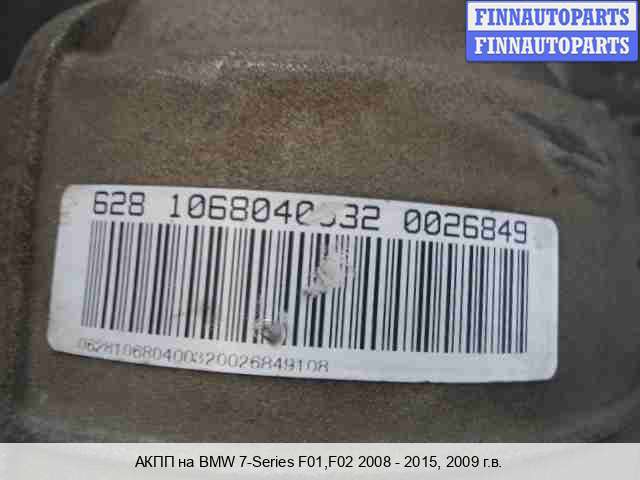 FINNAUTOPARTS
FINNAUTOPARTS
628 1068040032 0026849
062810680400320026849108
АКПП на BMW 7-Series F01,F02 2008 - 2015, 2009 г.в.